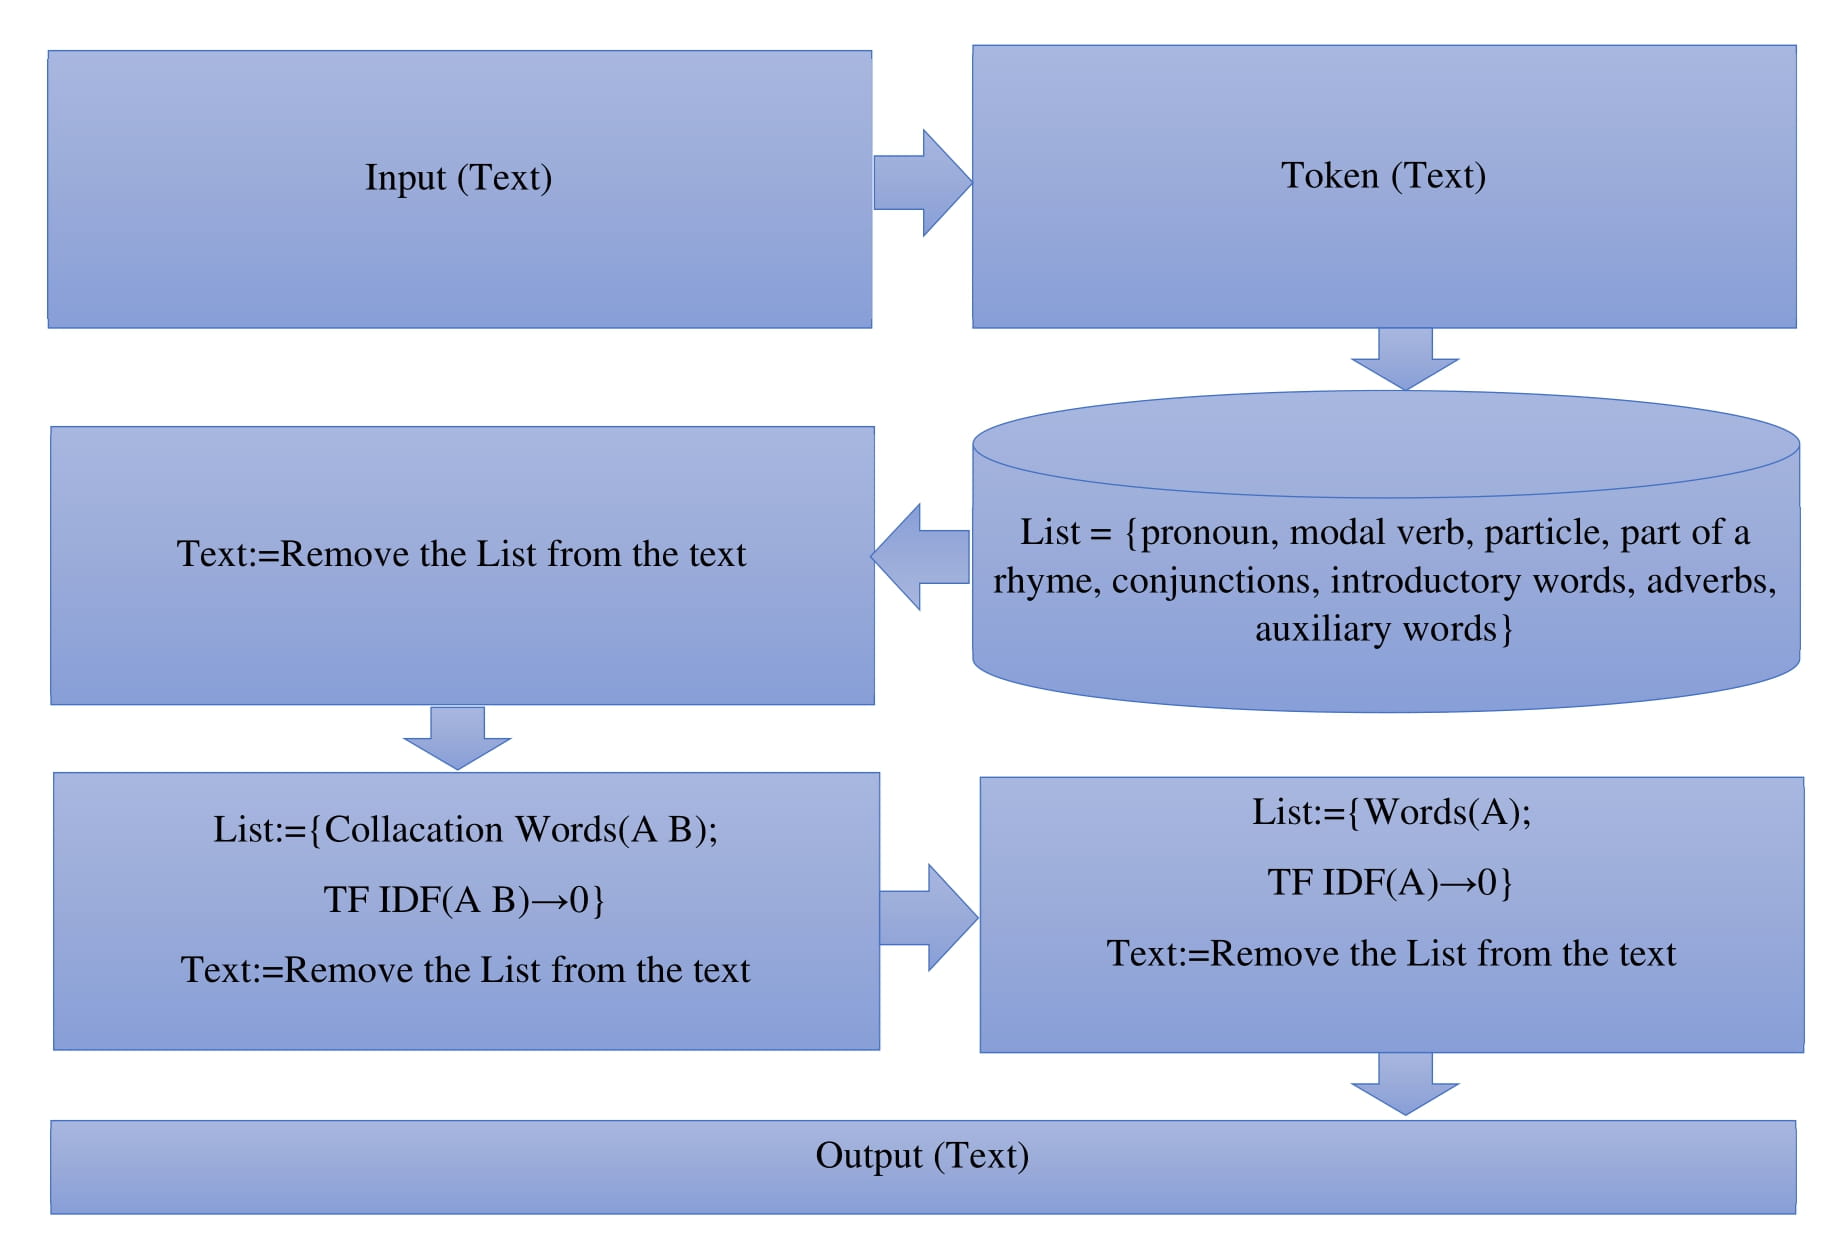 Input (Text)
Token (Text)
List = {pronoun, modal verb, particle, part of a
rhyme, conjunctions, introductory words, adverbs,
auxiliary words}
Text:=Remove the List from the text
List:={Collacation Words(A B);
TF IDF(A B)→0}
Text:=Remove the List from the text
List:={Words(A);
TF IDF(A)→0}
Text:=Remove the List from the text
Output (Text)